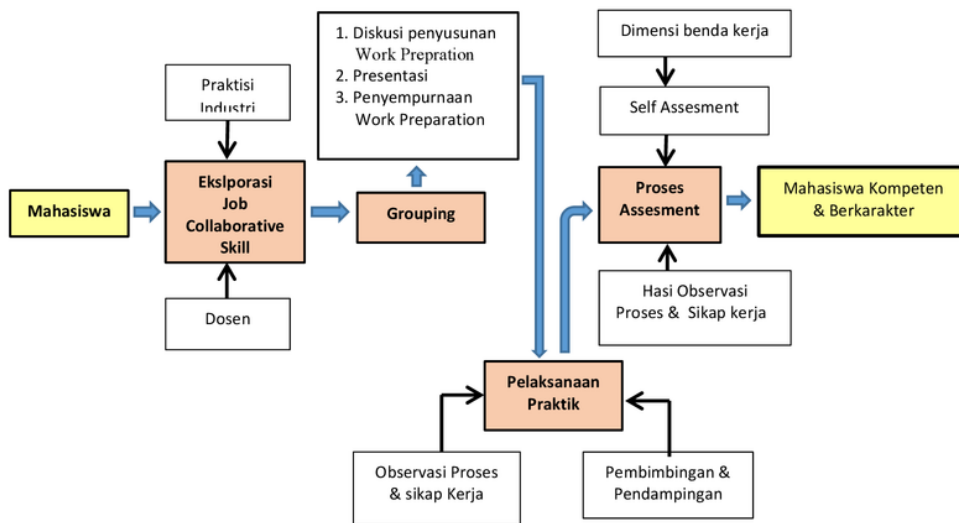 Mahasiswa
Praktisi
Industri
Ekslporasi
Job
Collaborative
Skill
Dosen
Grouping
1. Diskusi penyusunan
Work Prepration
2. Presentasi
3. Penyempurnaan
Work Preparation
Pelaksanaan
Praktik
Observasi Proses
& sikap Kerja
Pembimbingan &
Pendampingan
Dimensi benda kerja
Self Assesment
Proses
Assesment
Hasi Observasi
Proses & Sikap kerja
Mahasiswa Kompeten
& Berkarakter